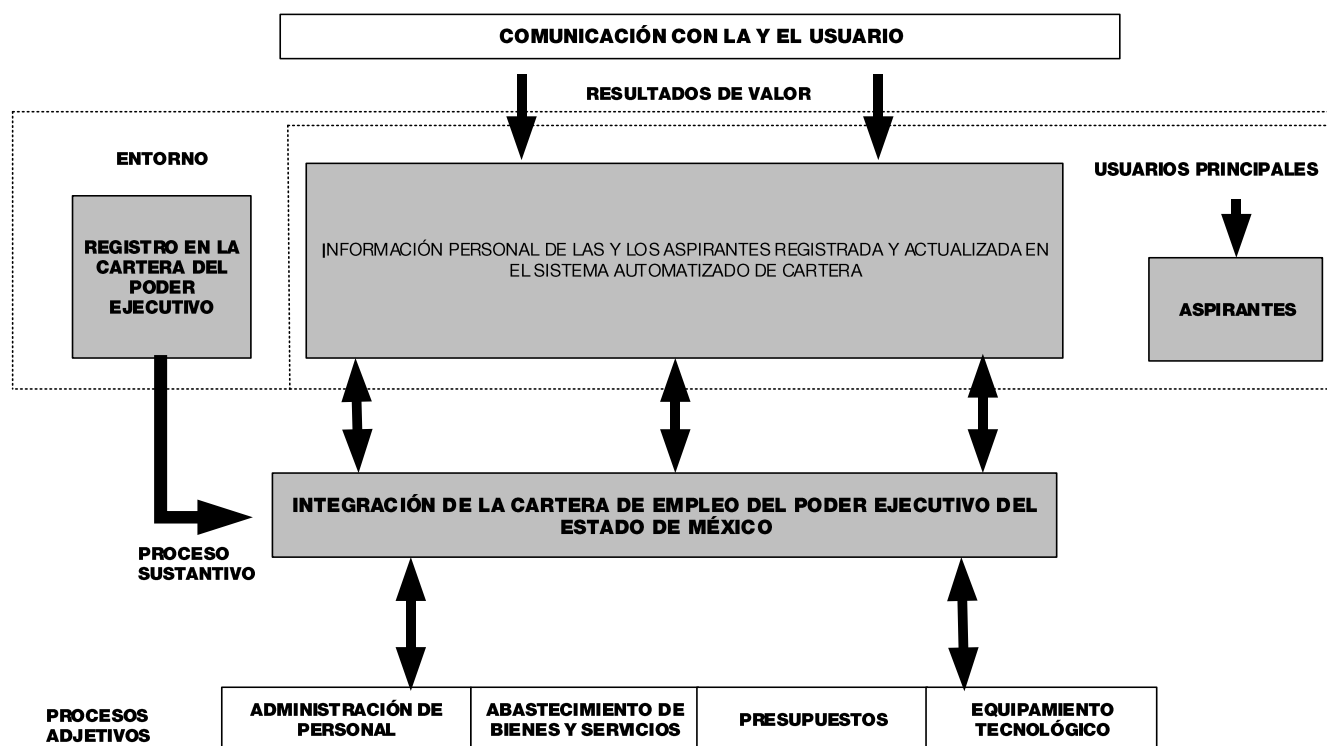 COMUNICACIÓN CON LA Y EL USUARIO
RESULTADOS DE VALOR
ENTORNO
USUARIOS PRINCIPALES
REGISTRO EN LA
CARTERA DEL
PODER
EJECUTIVO
INFORMACIÓN PERSONAL DE LAS Y LOS ASPIRANTES REGISTRADA Y ACTUALIZADA EN
EL SISTEMA AUTOMATIZADO DE CARTERA
ASPIRANTES
INTEGRACIÓN DE LA CARTERA DE EMPLEO DEL PODER EJECUTIVO DEL
ESTADO DE MÉXICO
PROCESO
SUSTANTIVO
PROCESOS
ADJETIVOS
ADMINISTRACIÓN DE
PERSONAL
ABASTECIMIENTO DE
BIENES Y SERVICIOS
PRESUPUESTOS
EQUIPAMIENTO
TECNOLÓGICO